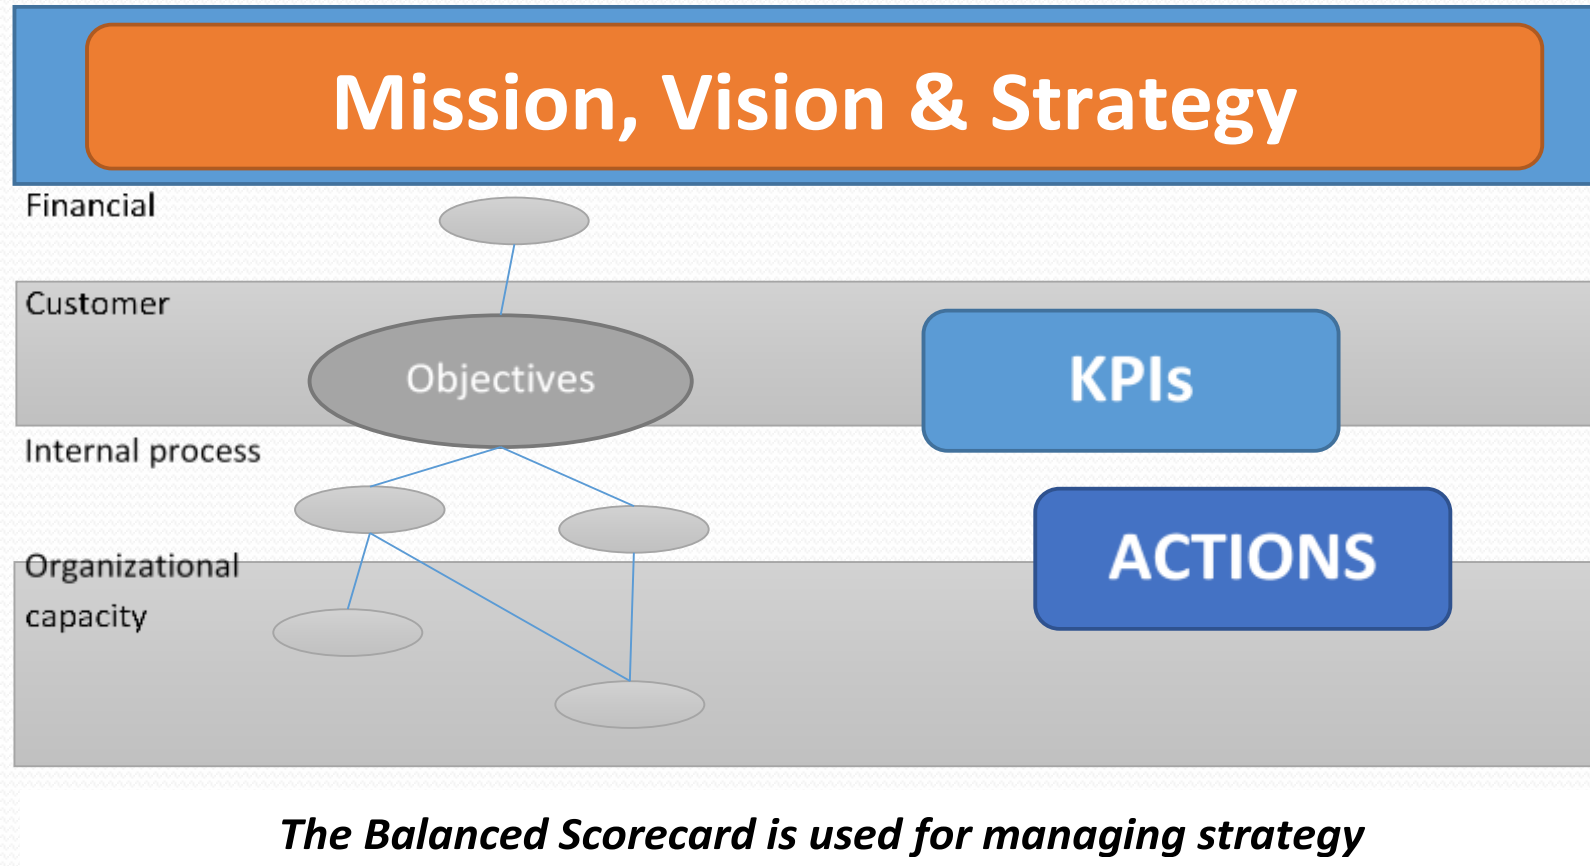 Mission, Vision & Strategy
Financial
Customer
Objectives
KPIs
Internal process
ACTIONS
Organizational
capacity
The Balanced Scorecard is used for managing strategy